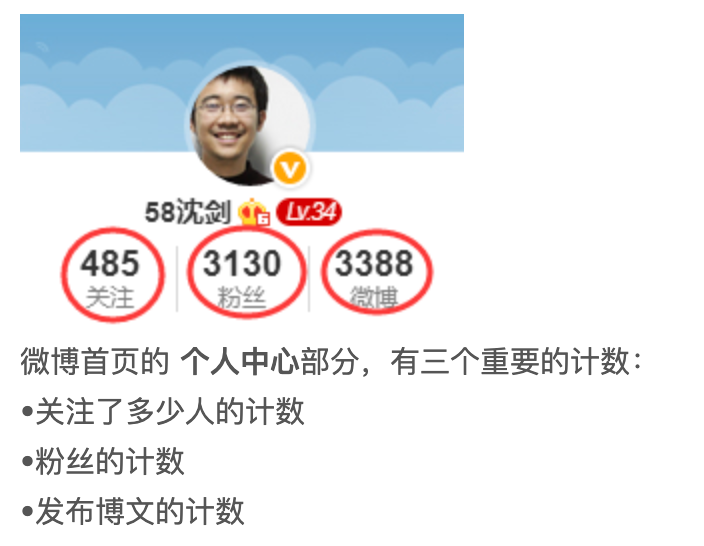 58沈剑 6 Lv.34
485 3130 3388
关注 粉丝 微博
微博首页的 个人中心部分，有三个重要的计数：
•关注了多少人的计数
•粉丝的计数
•发布博文的计数